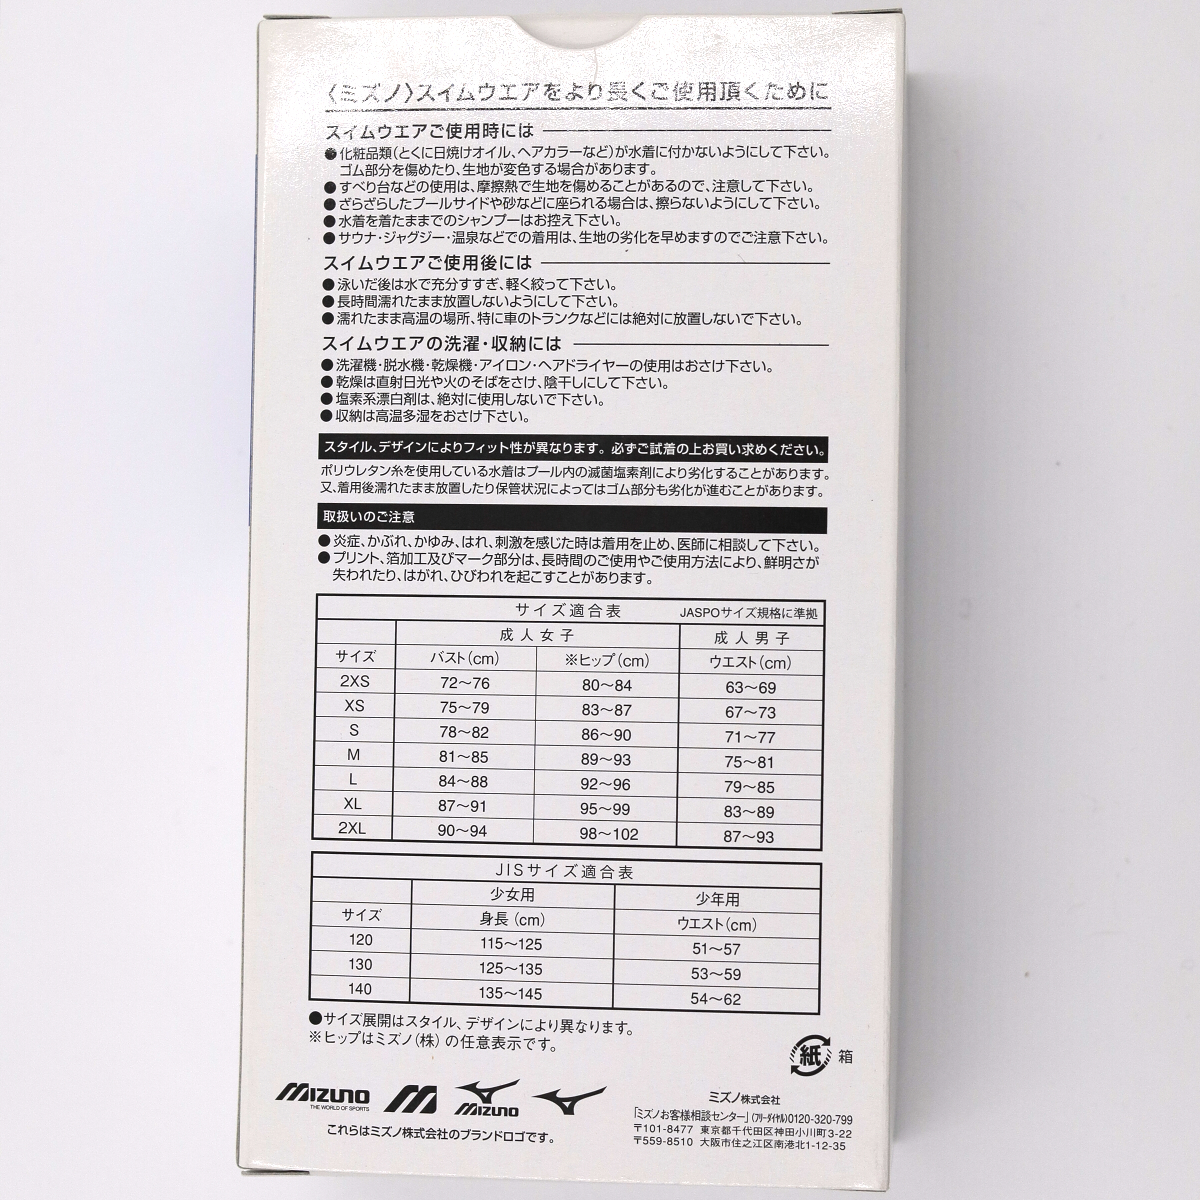 〈ミズノ〉スイムウエアをより長くご使用頂くために
スイムウエアご使用時には
●化粧品類(とくに日焼けオイル、ヘアカラーなど)が水着に付かないようにして下さい。
ゴム部分を傷めたり、生地が変色する場合があります。
●すべり台などの使用は、摩擦熱で生地を傷めることがあるので、注意して下さい。
●ざらざらしたプールサイドや砂などに座られる場合は、擦らないようにして下さい。
●水着を着たままでのシャンプーはお控え下さい。
●サウナ・ジャグジー・温泉などでの着用は、生地の劣化を早めますのでご注意下さい。
スイムウエアご使用後には
●泳いだ後は水で充分すすぎ、軽く絞って下さい。
●長時間濡れたまま放置しないようにして下さい。
●濡れたまま高温の場所、特に車のトランクなどには絶対に放置しないで下さい。
スイムウエアの洗濯・収納には
●洗濯機・脱水機・乾燥機・アイロン・ヘアドライヤーの使用はおさけ下さい。
●乾燥は直射日光や火のそばをさけ、陰干しにして下さい。
●塩素系漂白剤は、絶対に使用しないで下さい。
●収納は高温多湿をおさけ下さい。
スタイル、デザインによりフィット性が異なります。必ずご試着の上お買い求めください。
ポリウレタン糸を使用している水着はプール内の滅菌塩素剤により劣化することがあります。
又、着用後濡れたまま放置したり保管状況によってはゴム部分も劣化が進むことがあります。
取扱いのご注意
●炎症、かぶれ、かゆみ、はれ、刺激を感じた時は着用を止め、医師に相談して下さい。
●プリント、箔加工及びマーク部分は、長時間のご使用やご使用方法により、鮮明さが
失われたり、はがれ、ひびわれを起こすことがあります。
サイズ適合表 JASPOサイズ規格に準拠
成人女子 成人男子
サイズ バスト(cm) ※ヒップ(cm) ウエスト(cm)
2XS 72〜76 80〜84 63〜69
XS 75〜79 83〜87 67〜73
S 78〜82 86〜90 71〜77
M 81〜85 89〜93 75〜81
L 84〜88 92〜96 79〜85
XL 87〜91 95〜99 83〜89
2XL 90〜94 98〜102 87〜93
JISサイズ適合表
少女用 少年用
サイズ 身長(cm) ウエスト(cm)
120 115〜125 51〜57
130 125〜135 53〜59
140 135〜145 54〜62
●サイズ展開はスタイル、デザインにより異なります。
※ヒップはミズノ(株)の任意表示です。
紙 箱
MIZUNO
THE WORLD OF SPORTS
MIZUNO
これらはミズノ株式会社のブランドロゴです。
ミズノ株式会社
「ミズノお客様相談センター」(フリーダイヤル)0120-320-799
〒101-8477 東京都千代田区神田小川町3-22
〒559-8510 大阪市住之江区南港北1-12-35